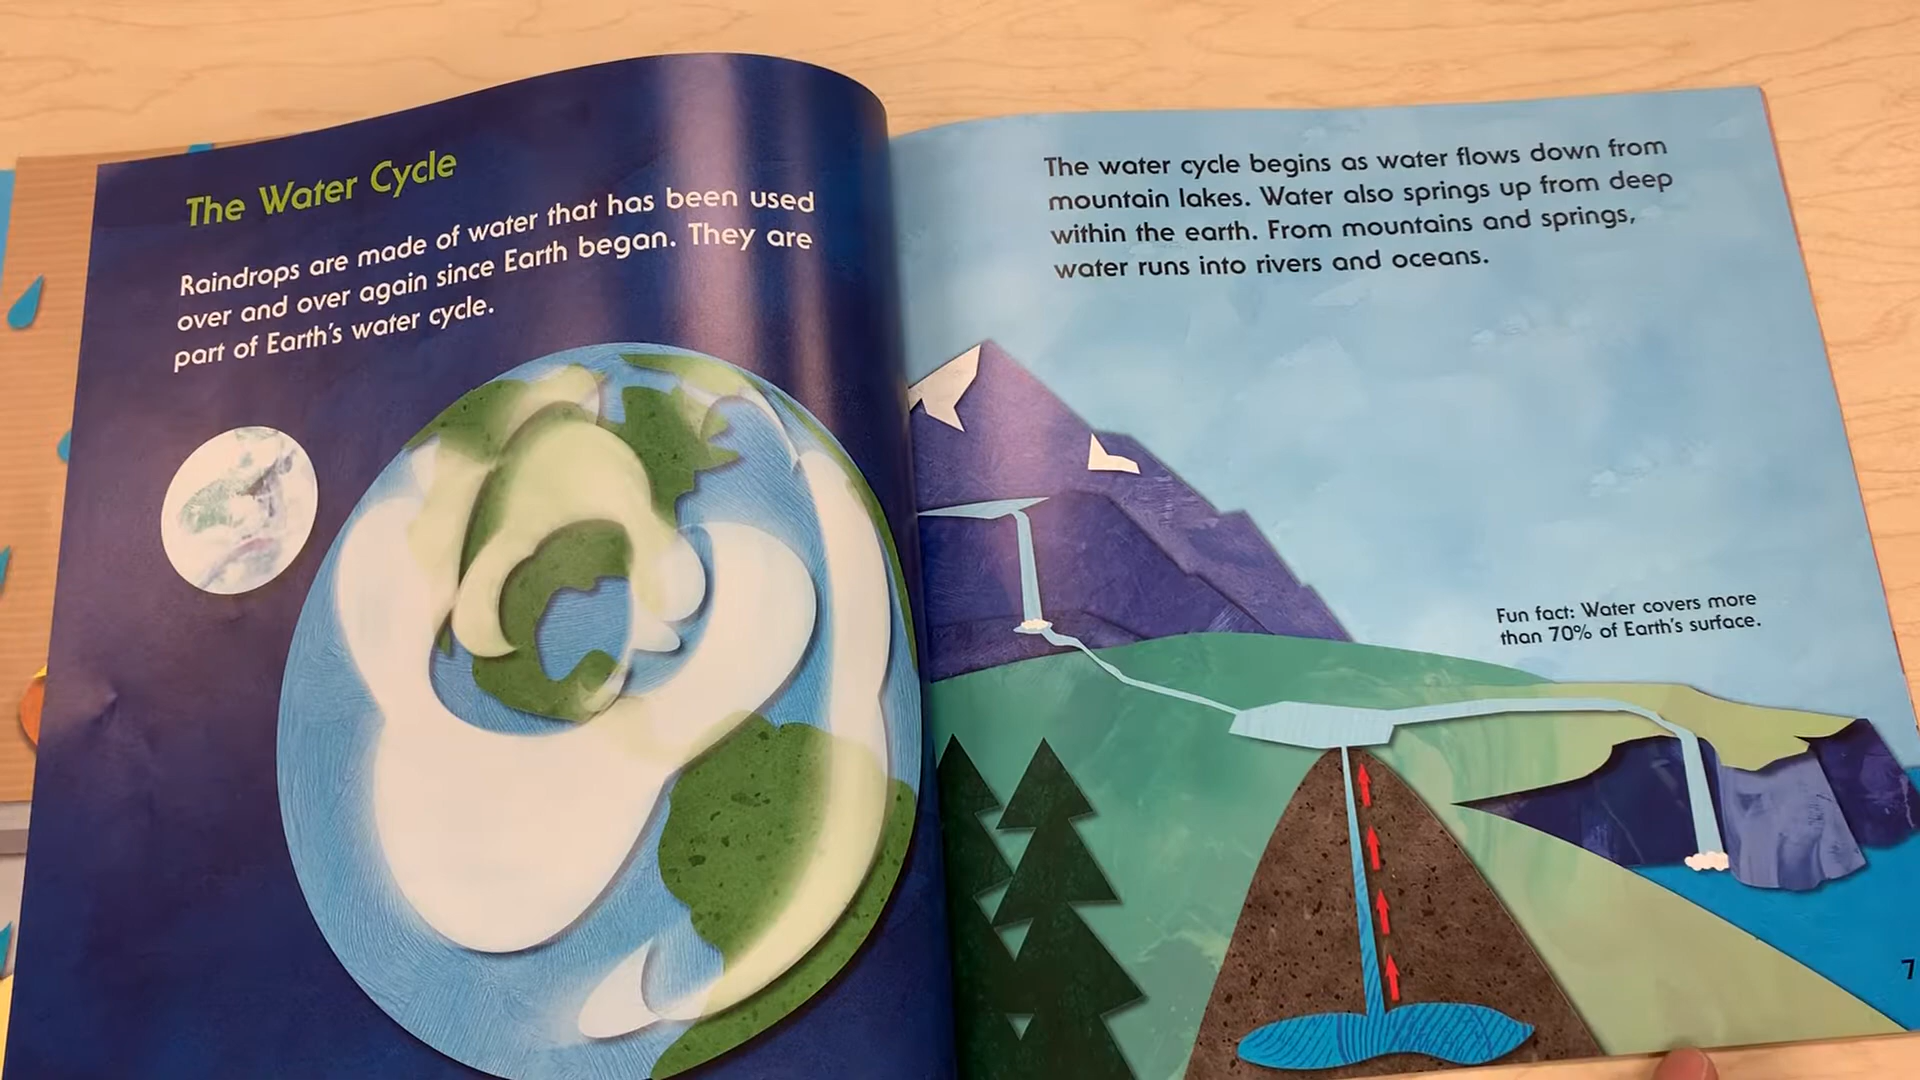 The Water Cycle
Raindrops are made of water that has been used
over and over again since Earth began. They are
part of Earth's water cycle.
The water cycle begins as water flows down from
mountain lakes. Water also springs up from deep
within the earth. From mountains and springs,
water runs into rivers and oceans.
Fun fact: Water covers more
than 70% of Earth's surface.
7